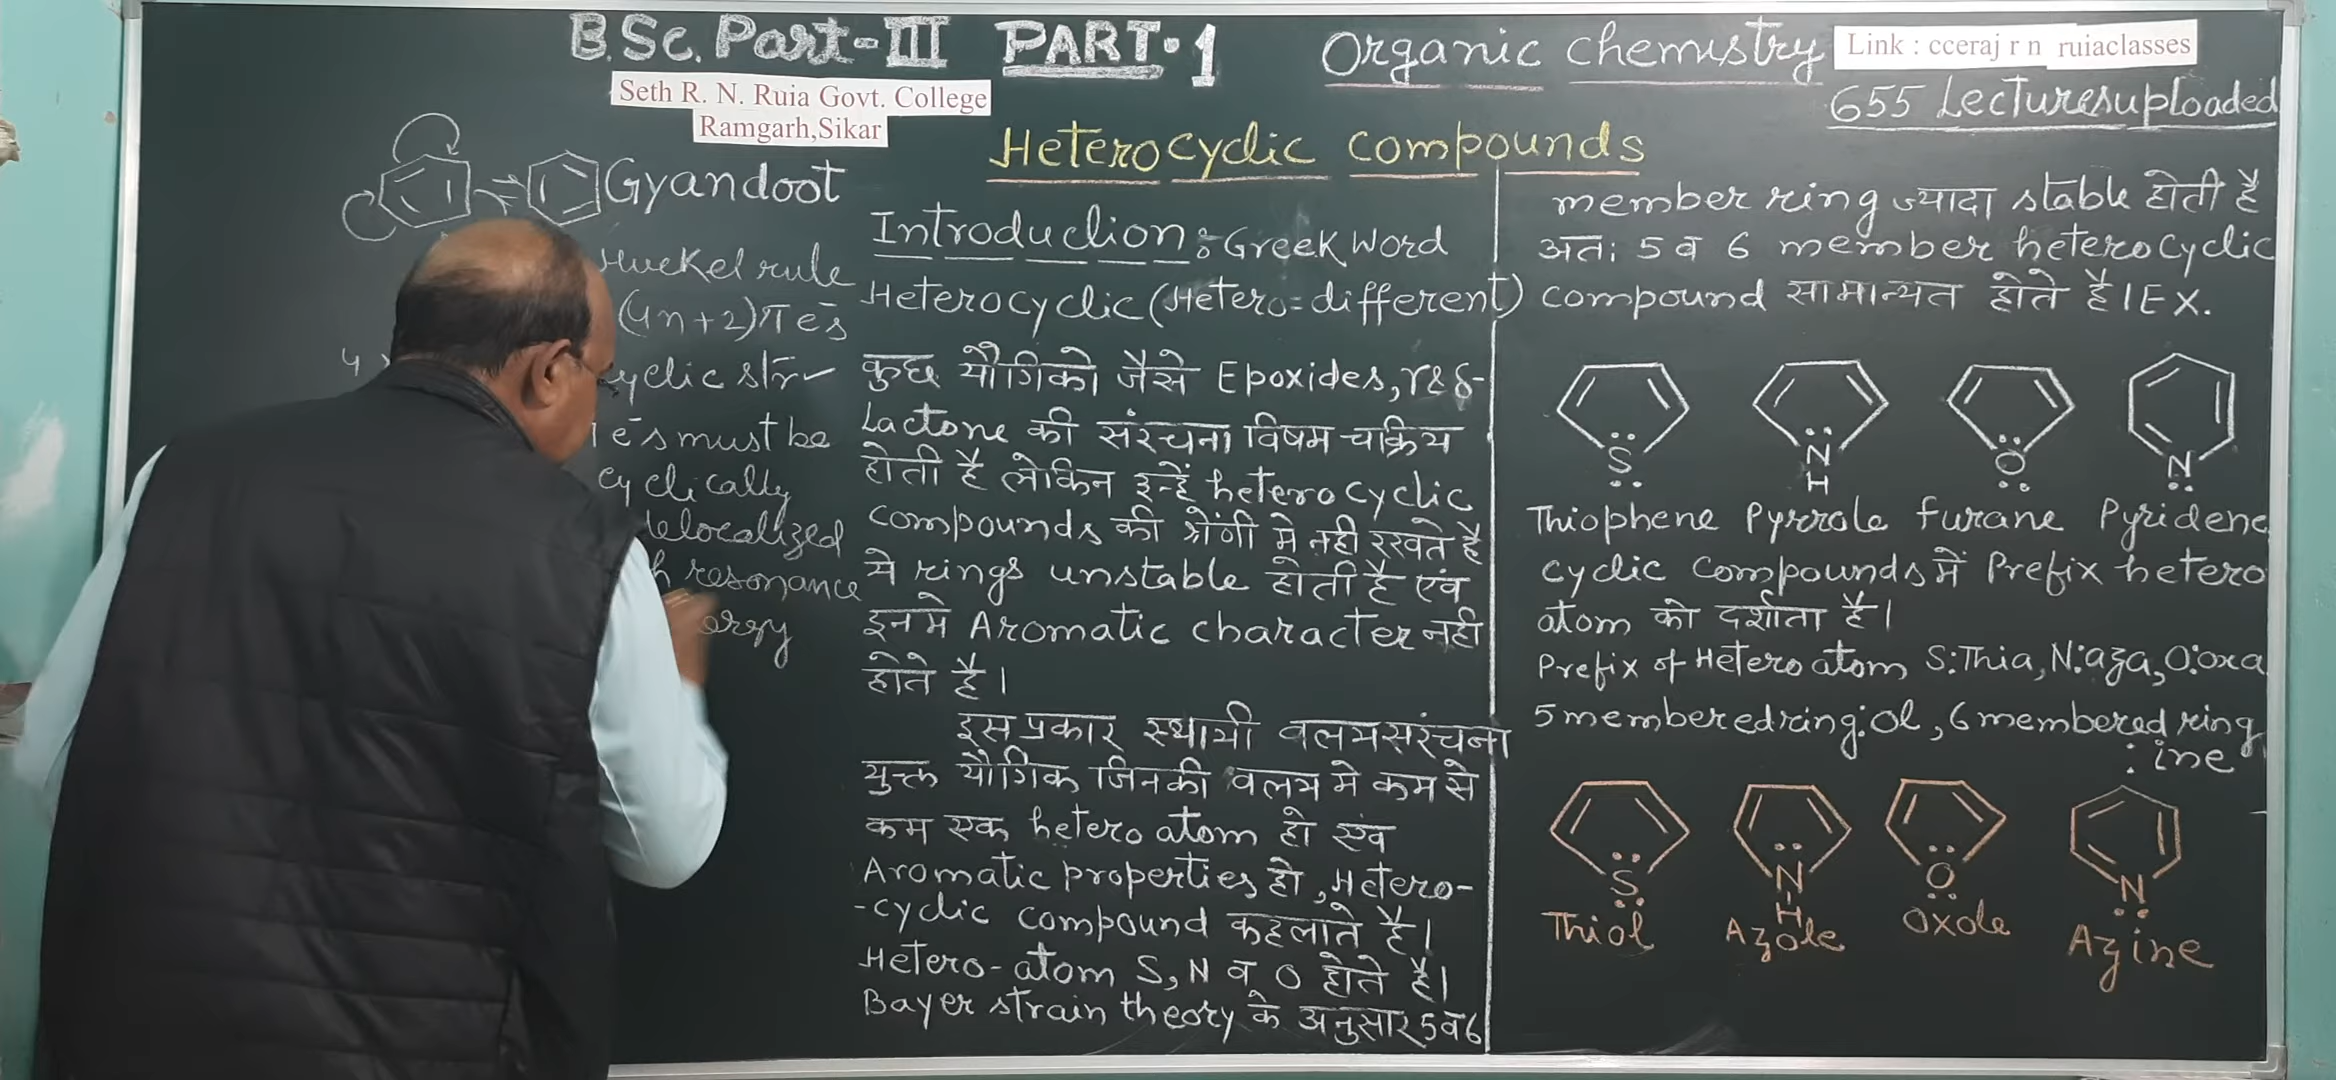 B.Sc. Part-III PART-1 Organic chemistry
Link : cceraj r n ruiaclasses
Seth R. N. Ruia Govt. College
Ramgarh,Sikar
655 Lectures uploaded
Heterocyclic compounds
Gyandoot
Huckel rule
(4n+2)πe̅s
cyclic str
e̅s must be
cyclically
delocalized
resonance
Introduction : Greek Word
Heterocyclic (Hetero=different)
कुछ यौगिको जैसे Epoxides, γ & δ-
Lactone की संरचना विषम चक्रिय
होती है लेकिन इन्हें heterocyclic
compounds की श्रेंणी मे नही रखते है
ये rings unstable होती है एंव
इनमे Aromatic character नही
होते है।
इस प्रकार स्थायी वलयसरंचना
युक्त यौगिक जिनकी वलय मे कम से
कम एक hetero atom हो एंव
Aromatic properties हो, Hetero-
-cyclic compound कहलाते है।
Hetero-atom S, N व O होते है।
Bayer strain theory के अनुसार 5 व 6
member ring ज्यादा stable होती है
अत: 5 व 6 member heterocyclic
compound सामान्यत होते है। EX.
S N H O N
Thiophene Pyrrole furane Pyridene
cyclic compounds में Prefix hetero
atom को दर्शाता है।
Prefix of Hetero atom S:Thia, N:aza, O:oxa
5 membered ring:ol, 6 membered ring
: ine
S N H O N
Thiol Azole Oxole Azine